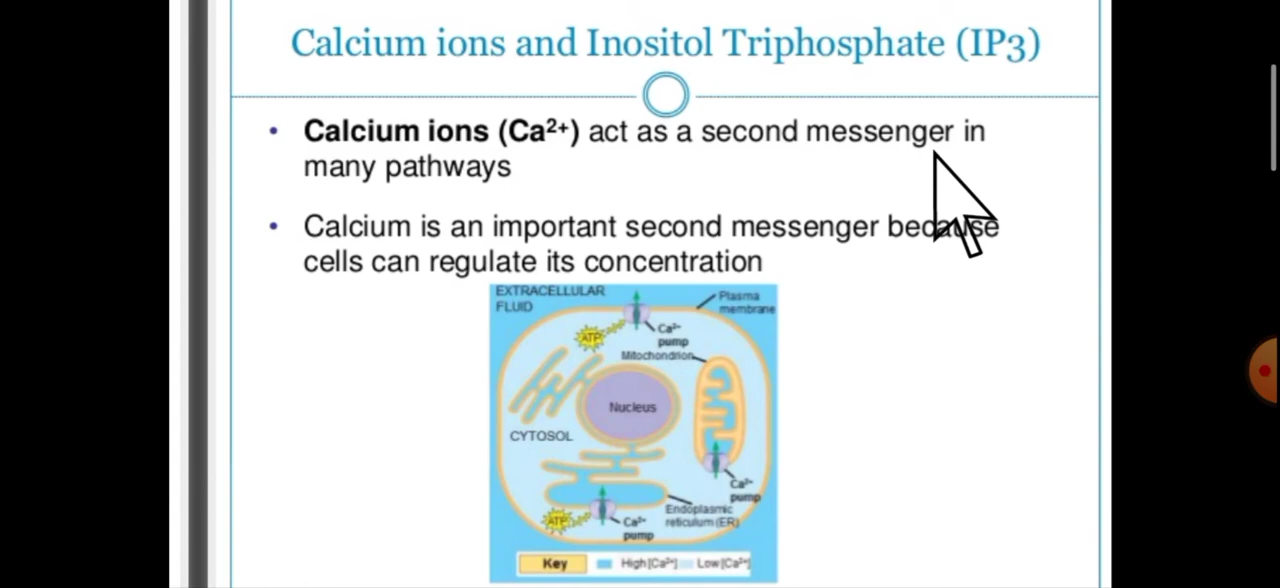 Calcium ions and Inositol Triphosphate (IP3)
• Calcium ions (Ca²⁺) act as a second messenger in
many pathways
• Calcium is an important second messenger because
cells can regulate its concentration
EXTRACELLULAR
FLUID
Plasma
membrane
ATP
Ca²⁺
pump
Mitochondrion
Nucleus
CYTOSOL
Ca²⁺
pump
Endoplasmic
reticulum (ER)
ATP
Ca²⁺
pump
Key
High [Ca²⁺]
Low [Ca²⁺]